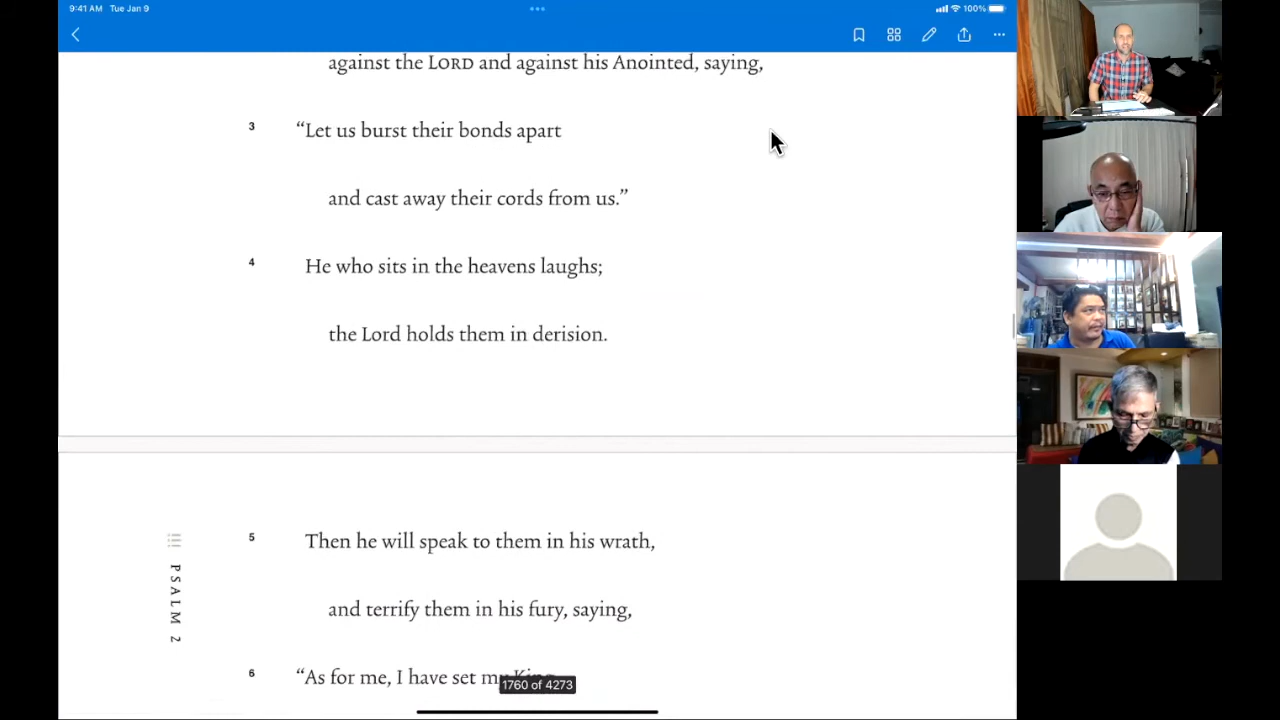 9:41 AM Tue Jan 9
100%
against the LORD and against his Anointed, saying,
3 “Let us burst their bonds apart
and cast away their cords from us.”
4 He who sits in the heavens laughs;
the Lord holds them in derision.
5 Then he will speak to them in his wrath,
PSALM 2
and terrify them in his fury, saying,
6 “As for me, I have set my King
1760 of 4273